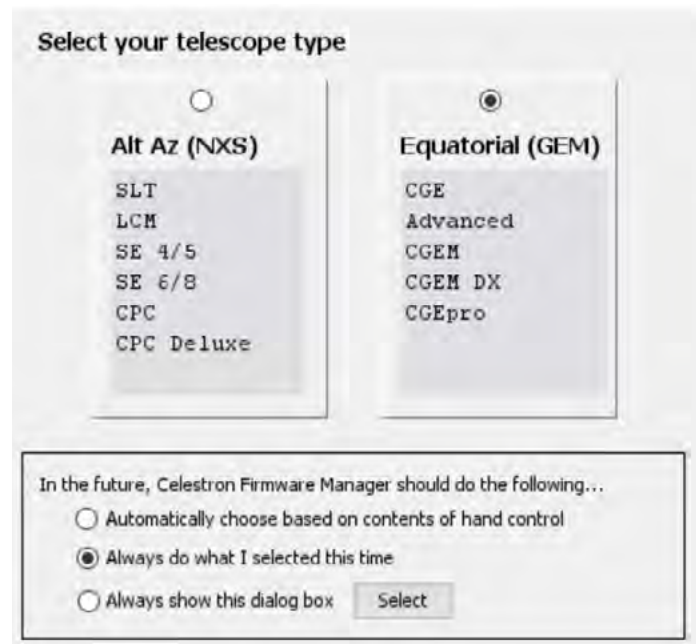 Select your telescope type
Alt Az (NXS)
SLT
LCM
SE 4/5
SE 6/8
CPC
CPC Deluxe
Equatorial (GEM)
CGE
Advanced
CGEM
CGEM DX
CGEpro
In the future, Celestron Firmware Manager should do the following...
Automatically choose based on contents of hand control
Always do what I selected this time
Always show this dialog box
Select